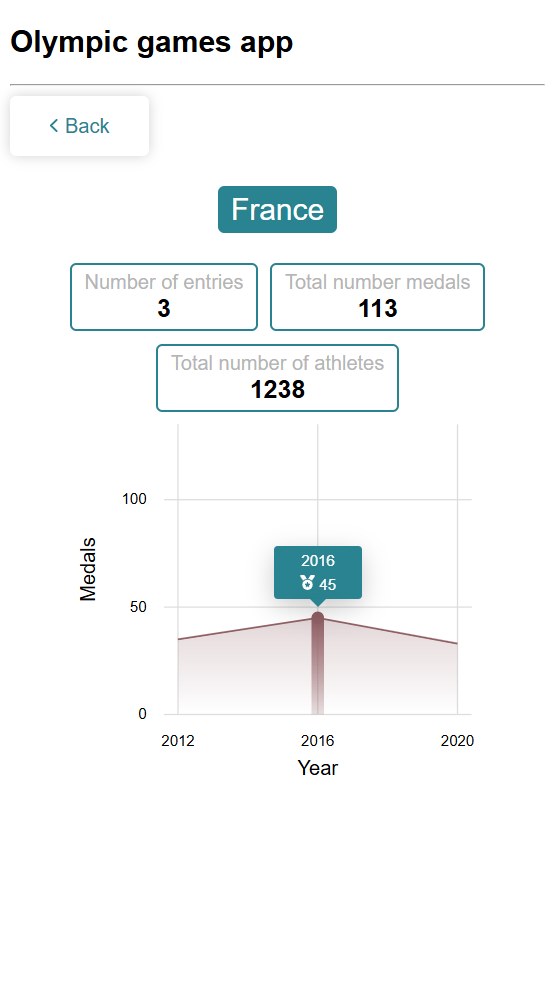 Olympic games app
Back
France
Number of entries
3
Total number medals
113
Total number of athletes
1238
100
50
0
Medals
2016
45
2012
2016
2020
Year